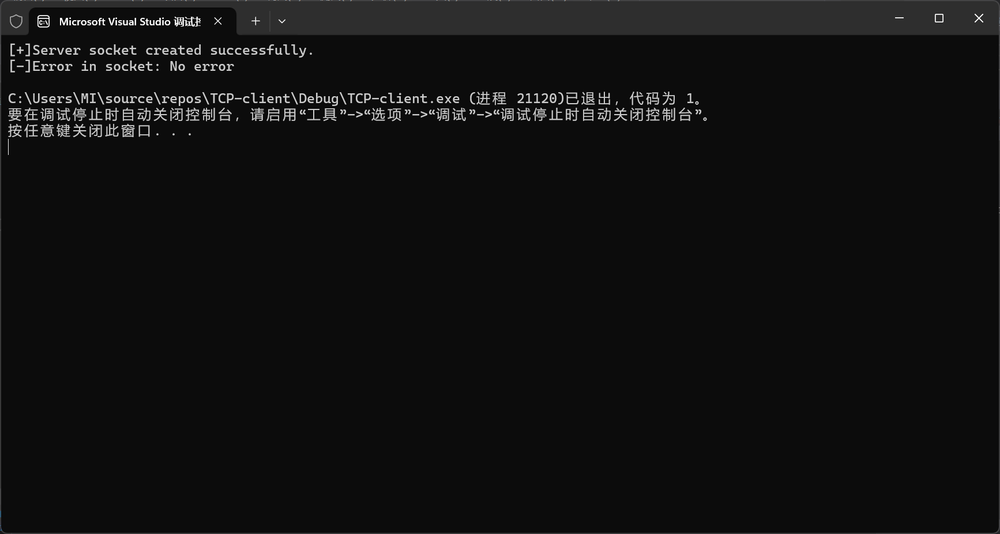 Microsoft Visual Studio 调试
[+]Server socket created successfully.
[-]Error in socket: No error
C:\Users\MI\source\repos\TCP-client\Debug\TCP-client.exe (进程 21120)已退出，代码为 1。
要在调试停止时自动关闭控制台，请启用“工具”->“选项”->“调试”->“调试停止时自动关闭控制台”。
按任意键关闭此窗口. . .